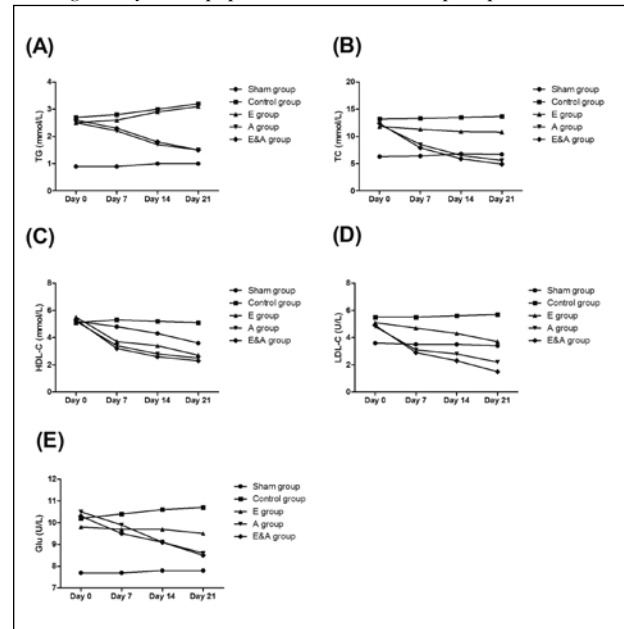 (A)
TG (mmol/L)
4
3
2
1
0
Day 0 Day 7 Day 14 Day 21
Sham group
Control group
E group
A group
E&A group
(B)
TC (mmol/L)
20
15
10
5
0
Day 0 Day 7 Day 14 Day 21
Sham group
Control group
E group
A group
E&A group
(C)
HDL-C (mmol/L)
8
6
4
2
0
Day 0 Day 7 Day 14 Day 21
Sham group
Control group
E group
A group
E&A group
(D)
LDL-C (U/L)
8
6
4
2
0
Day 0 Day 7 Day 14 Day 21
Sham group
Control group
E group
A group
E&A group
(E)
Glu (U/L)
12
11
10
9
8
7
Day 0 Day 7 Day 14 Day 21
Sham group
Control group
E group
A group
E&A group